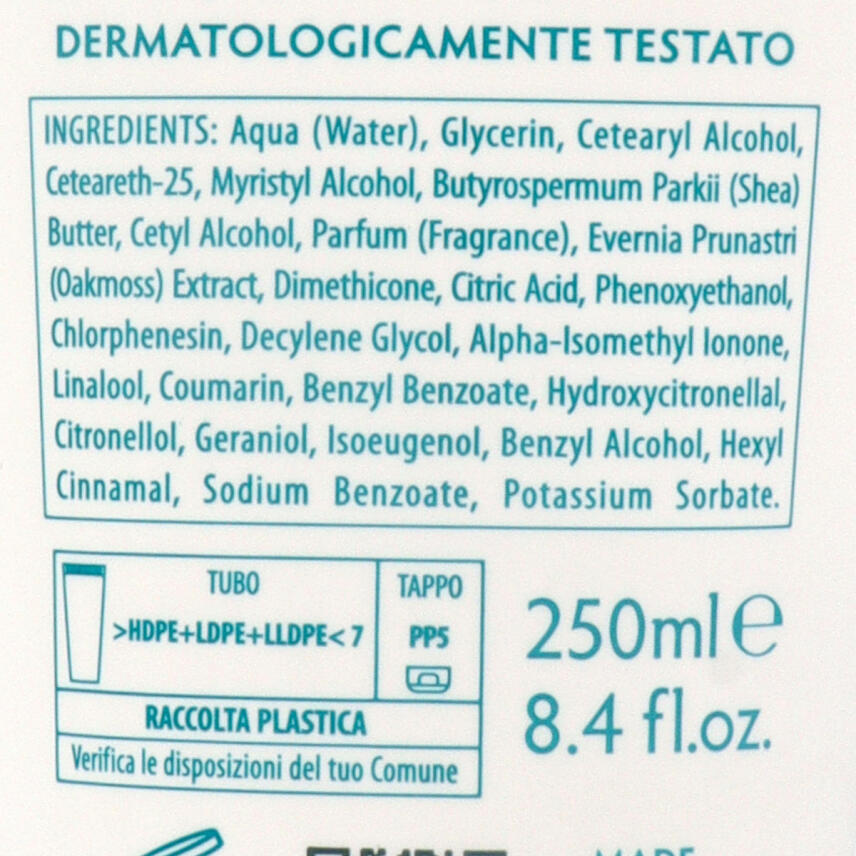 DERMATOLOGICAMENTE TESTATO
INGREDIENTS: Aqua (Water), Glycerin, Cetearyl Alcohol,
Ceteareth-25, Myristyl Alcohol, Butyrospermum Parkii (Shea)
Butter, Cetyl Alcohol, Parfum (Fragrance), Evernia Prunastri
(Oakmoss) Extract, Dimethicone, Citric Acid, Phenoxyethanol,
Chlorphenesin, Decylene Glycol, Alpha-Isomethyl Ionone,
Linalool, Coumarin, Benzyl Benzoate, Hydroxycitronellal,
Citronellol, Geraniol, Isoeugenol, Benzyl Alcohol, Hexyl
Cinnamal, Sodium Benzoate, Potassium Sorbate.
TUBO
>HDPE+LDPE+LLDPE<7
TAPPO
PP5
RACCOLTA PLASTICA
Verifica le disposizioni del tuo Comune
250ml e
8.4 fl.oz.
MADE